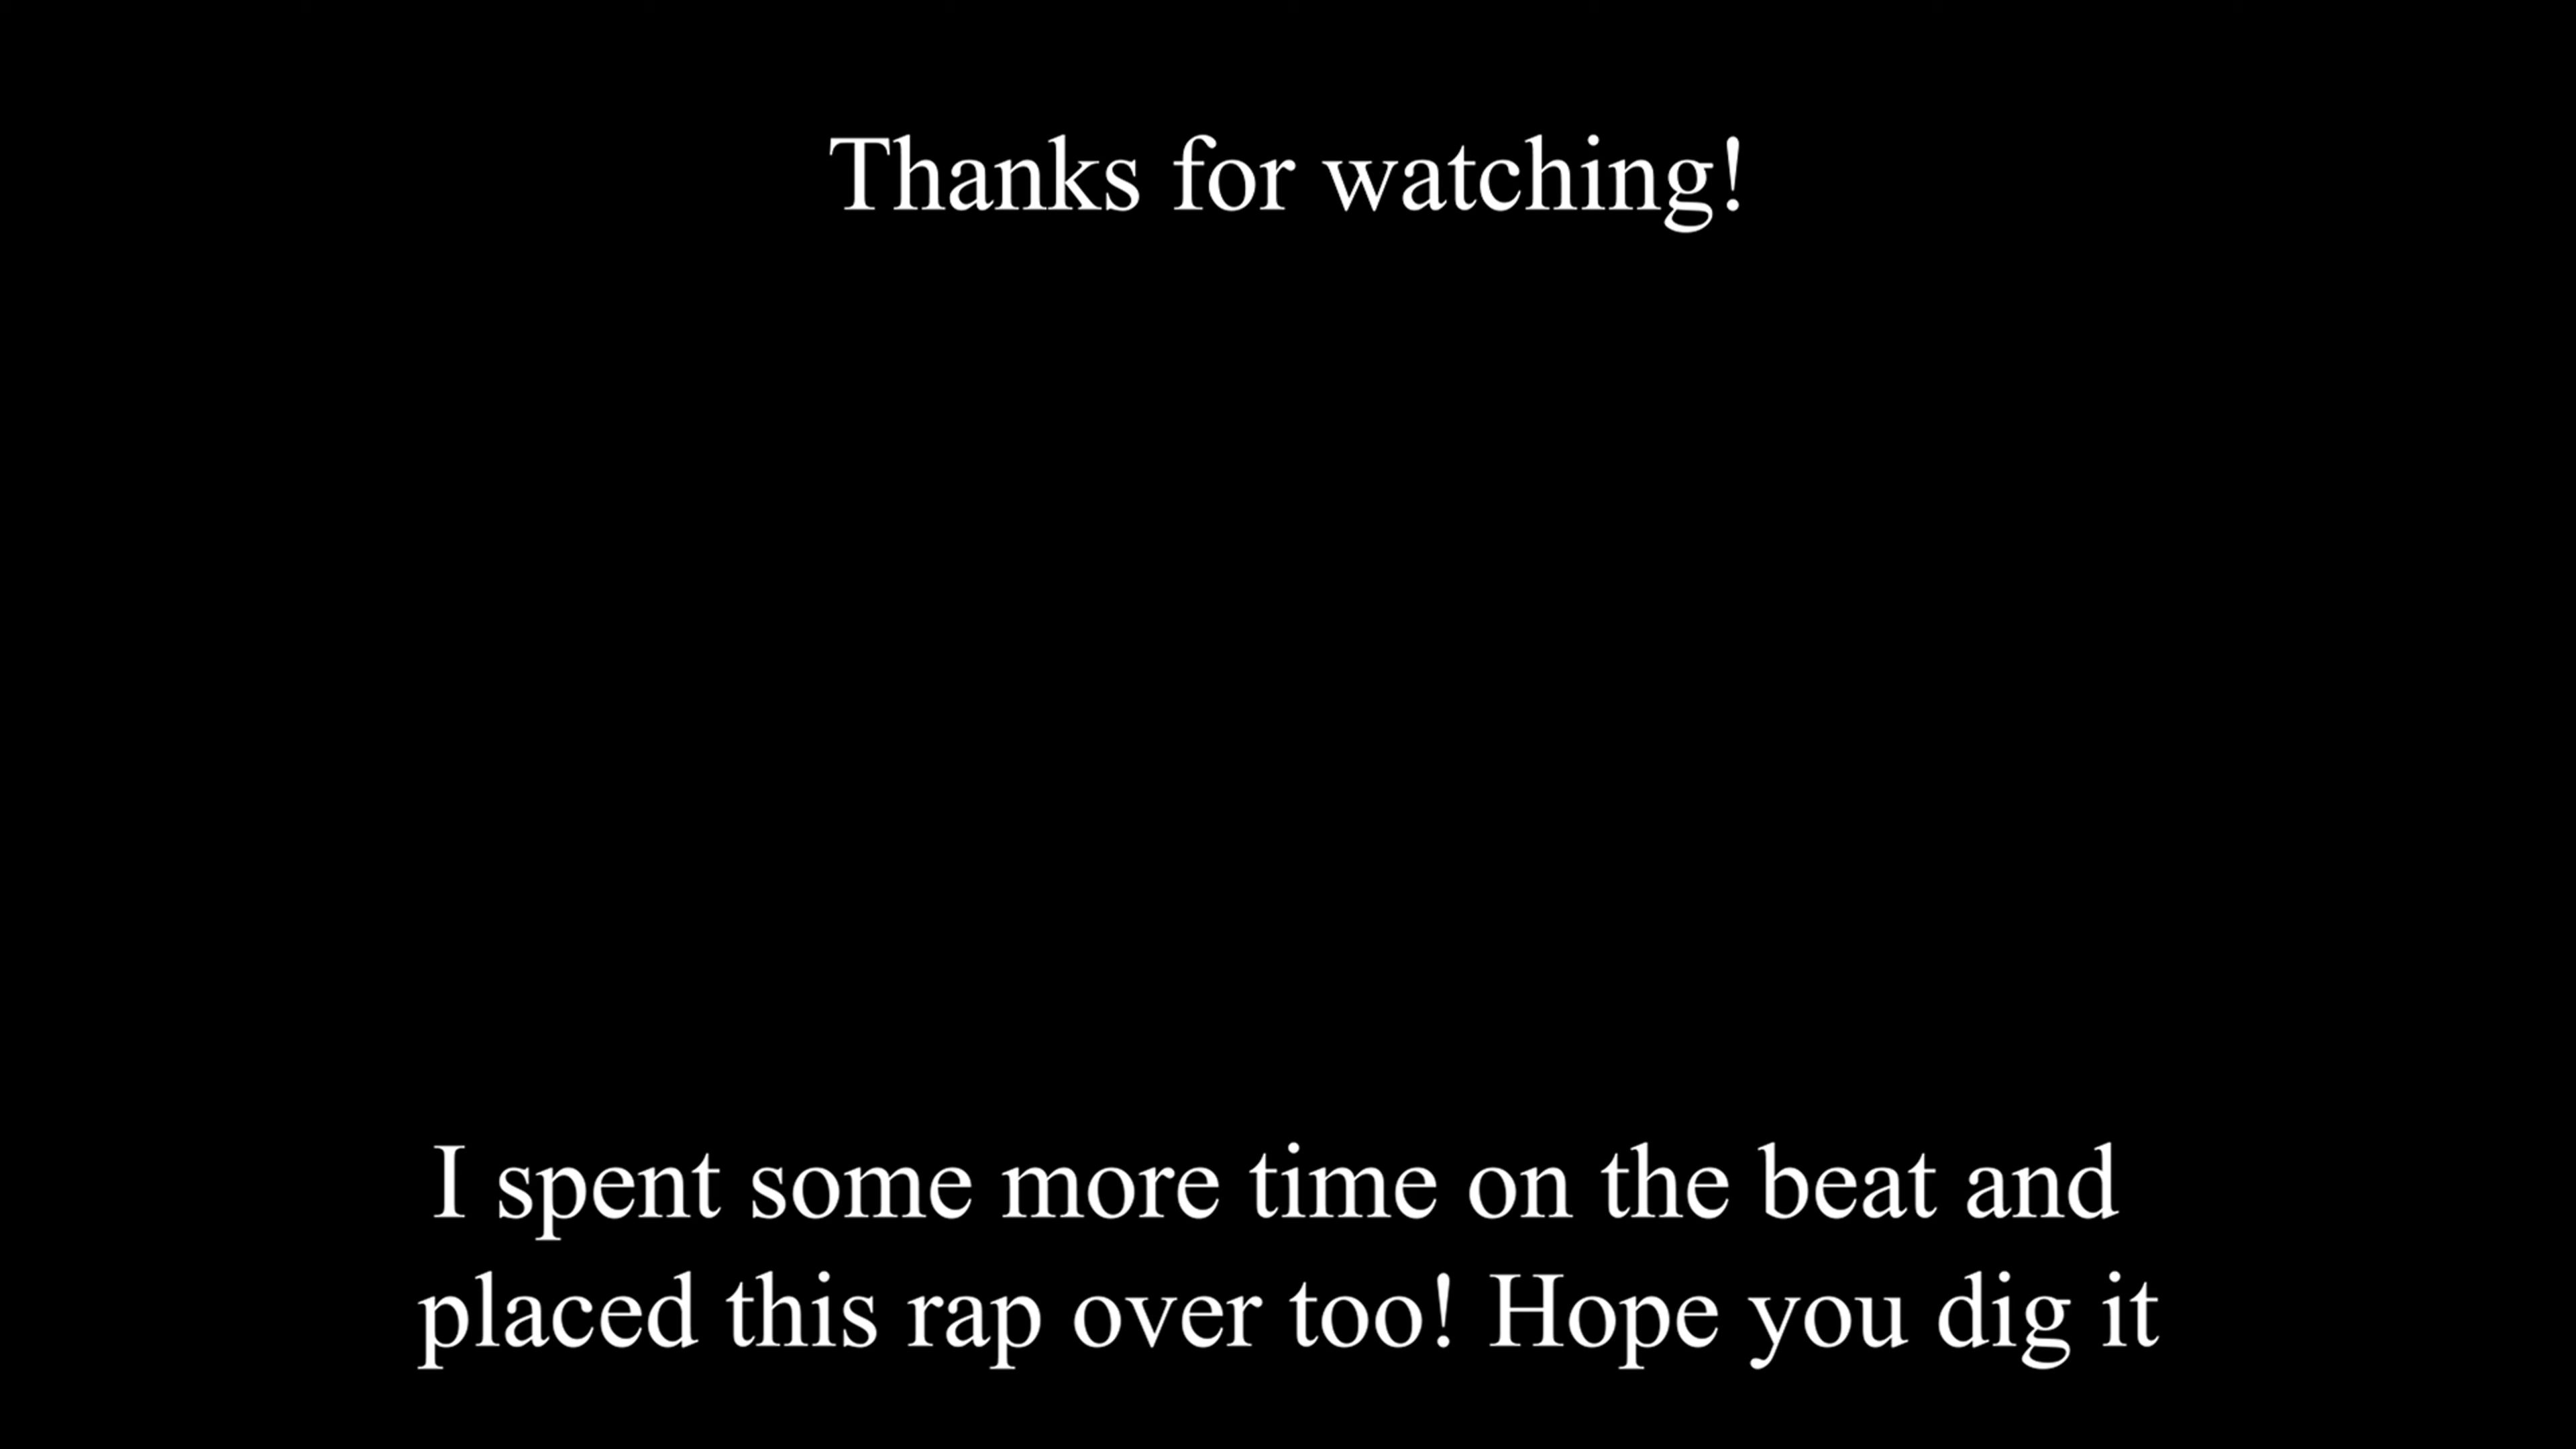 Thanks for watching!
I spent some more time on the beat and
placed this rap over too! Hope you dig it